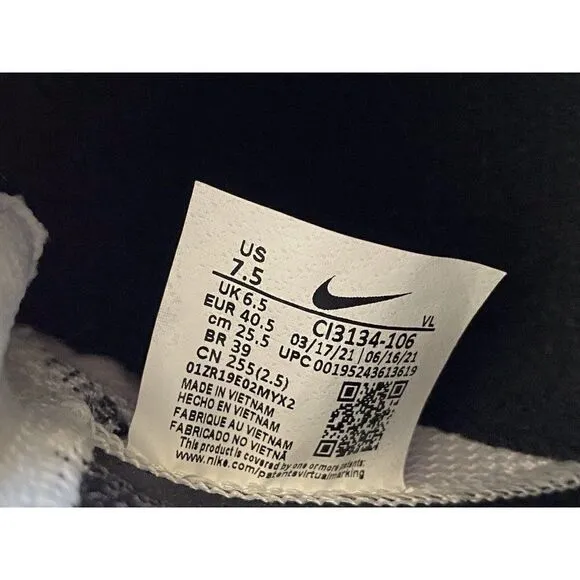 US
7.5
UK 6.5
EUR 40.5
cm 25.5
BR 39
CN 255(2.5)
01ZR19E02MYX2
VL
CI3134-106
03/17/21 | 06/16/21
UPC 00195243613619
MADE IN VIETNAM
HECHO EN VIETNAM
FABRIQUE AU VIETNAM
FABRICADO NO VIETNÃ
This product is covered by one or more patents:
www.nike.com/patentsvirtualmarking